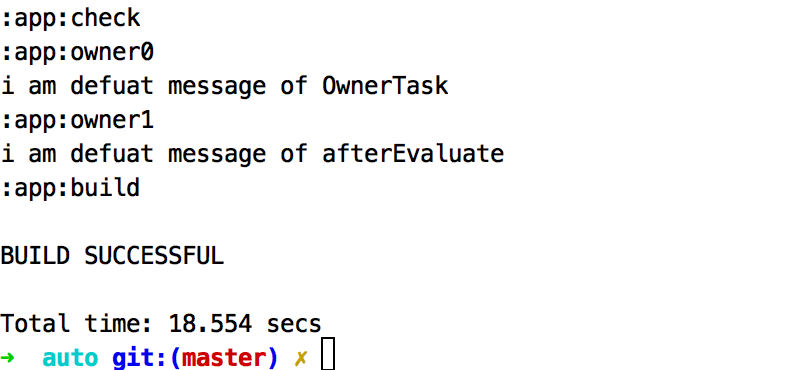 :app:check
:app:owner0
i am defuat message of OwnerTask
:app:owner1
i am defuat message of afterEvaluate
:app:build
BUILD SUCCESSFUL
Total time: 18.554 secs
➜ auto git:(master) ✗